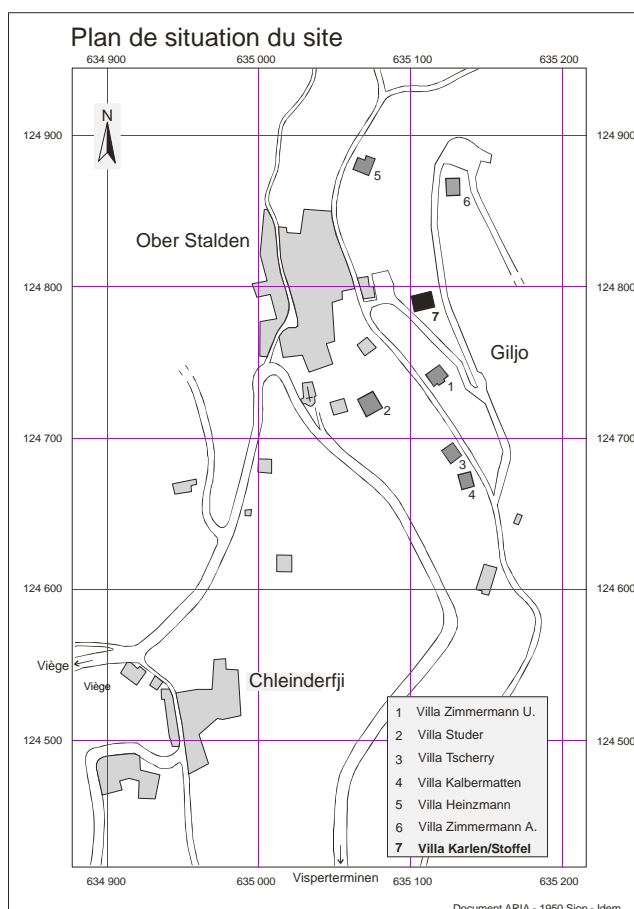 Plan de situation du site
634 900 635 000 635 100 635 200
N
124 900 124 900
5
6
Ober Stalden
124 800 124 800
7
Giljo
1
2
124 700 124 700
3
4
124 600 124 600
Viège
Viège
Chleinderfji
1 Villa Zimmermann U.
2 Villa Studer
3 Villa Tscherry
4 Villa Kalbermatten
5 Villa Heinzmann
6 Villa Zimmermann A.
7 Villa Karlen/Stoffel
124 500 124 500
Visperterminen
634 900 635 000 635 100 635 200
Document ARIA - 1950 Sion - Idem